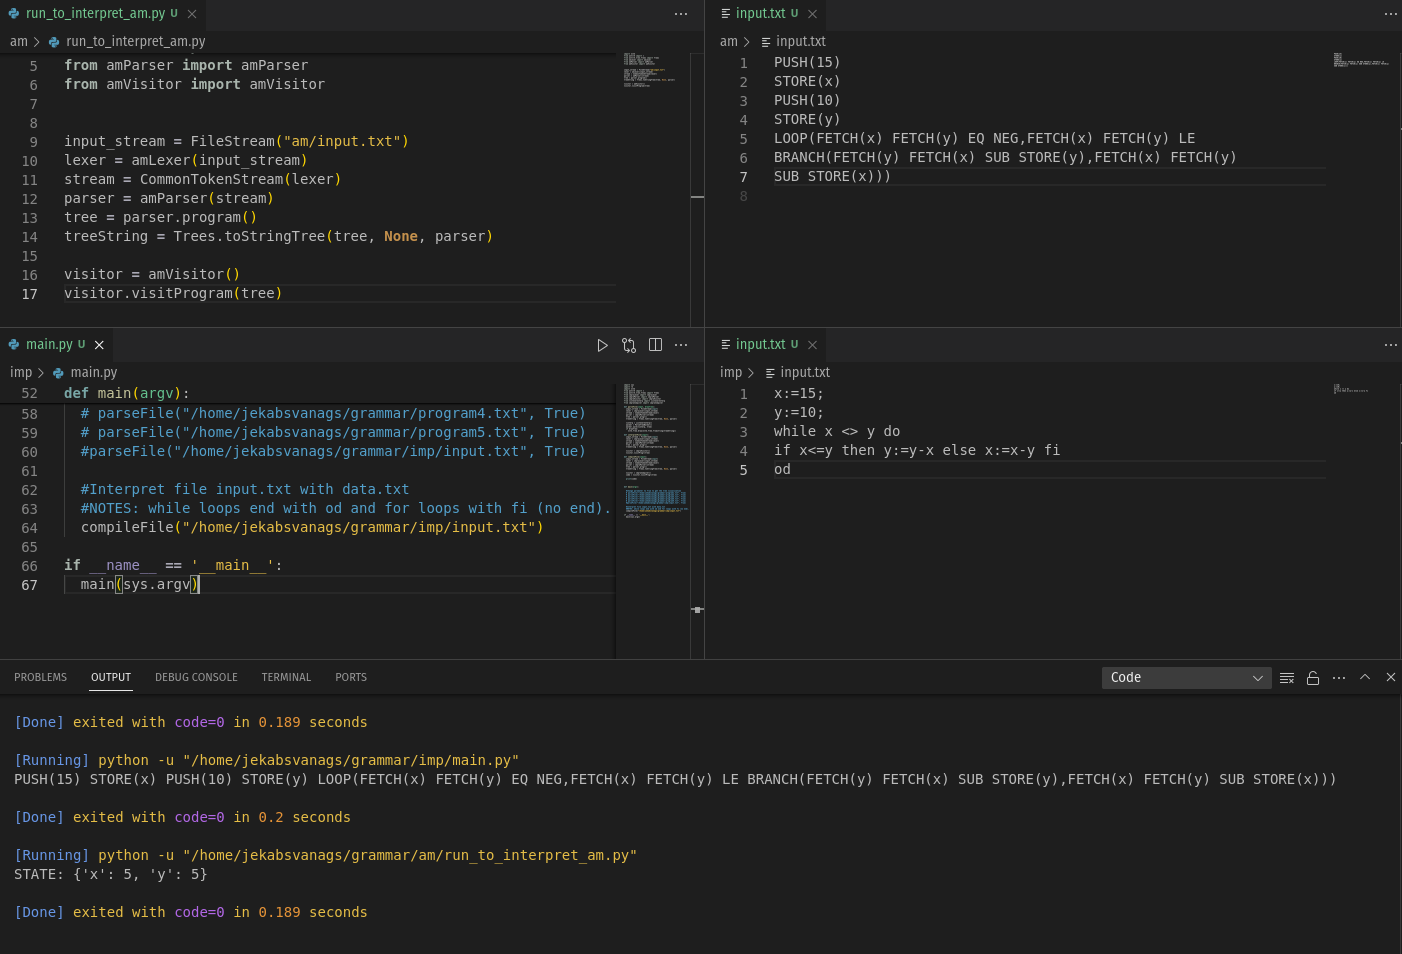 run_to_interpret_am.py U
am > run_to_interpret_am.py
5 from amParser import amParser
6 from amVisitor import amVisitor
7
8
9 input_stream = FileStream("am/input.txt")
10 lexer = amLexer(input_stream)
11 stream = CommonTokenStream(lexer)
12 parser = amParser(stream)
13 tree = parser.program()
14 treeString = Trees.toStringTree(tree, None, parser)
15
16 visitor = amVisitor()
17 visitor.visitProgram(tree)
input.txt U
am > input.txt
1 PUSH(15)
2 STORE(x)
3 PUSH(10)
4 STORE(y)
5 LOOP(FETCH(x) FETCH(y) EQ NEG,FETCH(x) FETCH(y) LE
6 BRANCH(FETCH(y) FETCH(x) SUB STORE(y),FETCH(x) FETCH(y)
7 SUB STORE(x)))
8
main.py U
imp > main.py
52 def main(argv):
58 # parseFile("/home/jekabsvanags/grammar/program4.txt", True)
59 # parseFile("/home/jekabsvanags/grammar/program5.txt", True)
60 #parseFile("/home/jekabsvanags/grammar/imp/input.txt", True)
61
62 #Interpret file input.txt with data.txt
63 #NOTES: while loops end with od and for loops with fi (no end).
64 compileFile("/home/jekabsvanags/grammar/imp/input.txt")
65
66 if __name__ == '__main__':
67 main(sys.argv)
input.txt U
imp > input.txt
1 x:=15;
2 y:=10;
3 while x <> y do
4 if x<=y then y:=y-x else x:=x-y fi
5 od
PROBLEMS OUTPUT DEBUG CONSOLE TERMINAL PORTS Code
[Done] exited with code=0 in 0.189 seconds
[Running] python -u "/home/jekabsvanags/grammar/imp/main.py"
PUSH(15) STORE(x) PUSH(10) STORE(y) LOOP(FETCH(x) FETCH(y) EQ NEG,FETCH(x) FETCH(y) LE BRANCH(FETCH(y) FETCH(x) SUB STORE(y),FETCH(x) FETCH(y) SUB STORE(x)))
[Done] exited with code=0 in 0.2 seconds
[Running] python -u "/home/jekabsvanags/grammar/am/run_to_interpret_am.py"
STATE: {'x': 5, 'y': 5}
[Done] exited with code=0 in 0.189 seconds